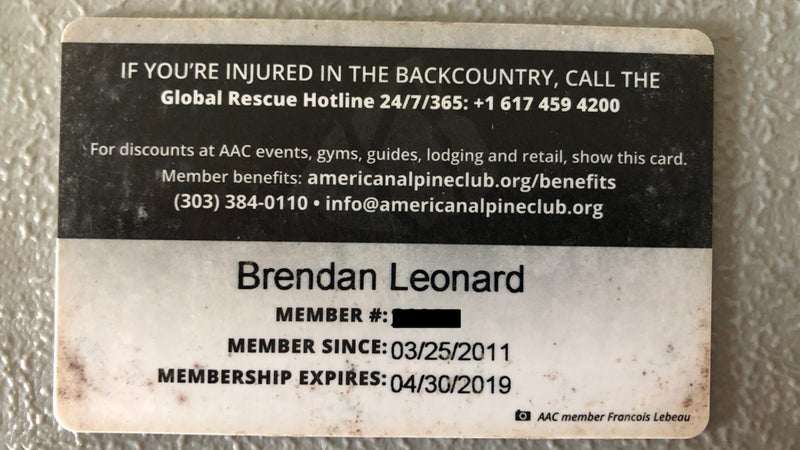 IF YOU'RE INJURED IN THE BACKCOUNTRY, CALL THE
Global Rescue Hotline 24/7/365: +1 617 459 4200
For discounts at AAC events, gyms, guides, lodging and retail, show this card.
Member benefits: americanalpineclub.org/benefits
(303) 384-0110 • info@americanalpineclub.org
Brendan Leonard
MEMBER #:
MEMBER SINCE: 03/25/2011
MEMBERSHIP EXPIRES: 04/30/2019
AAC member Francois Lebeau